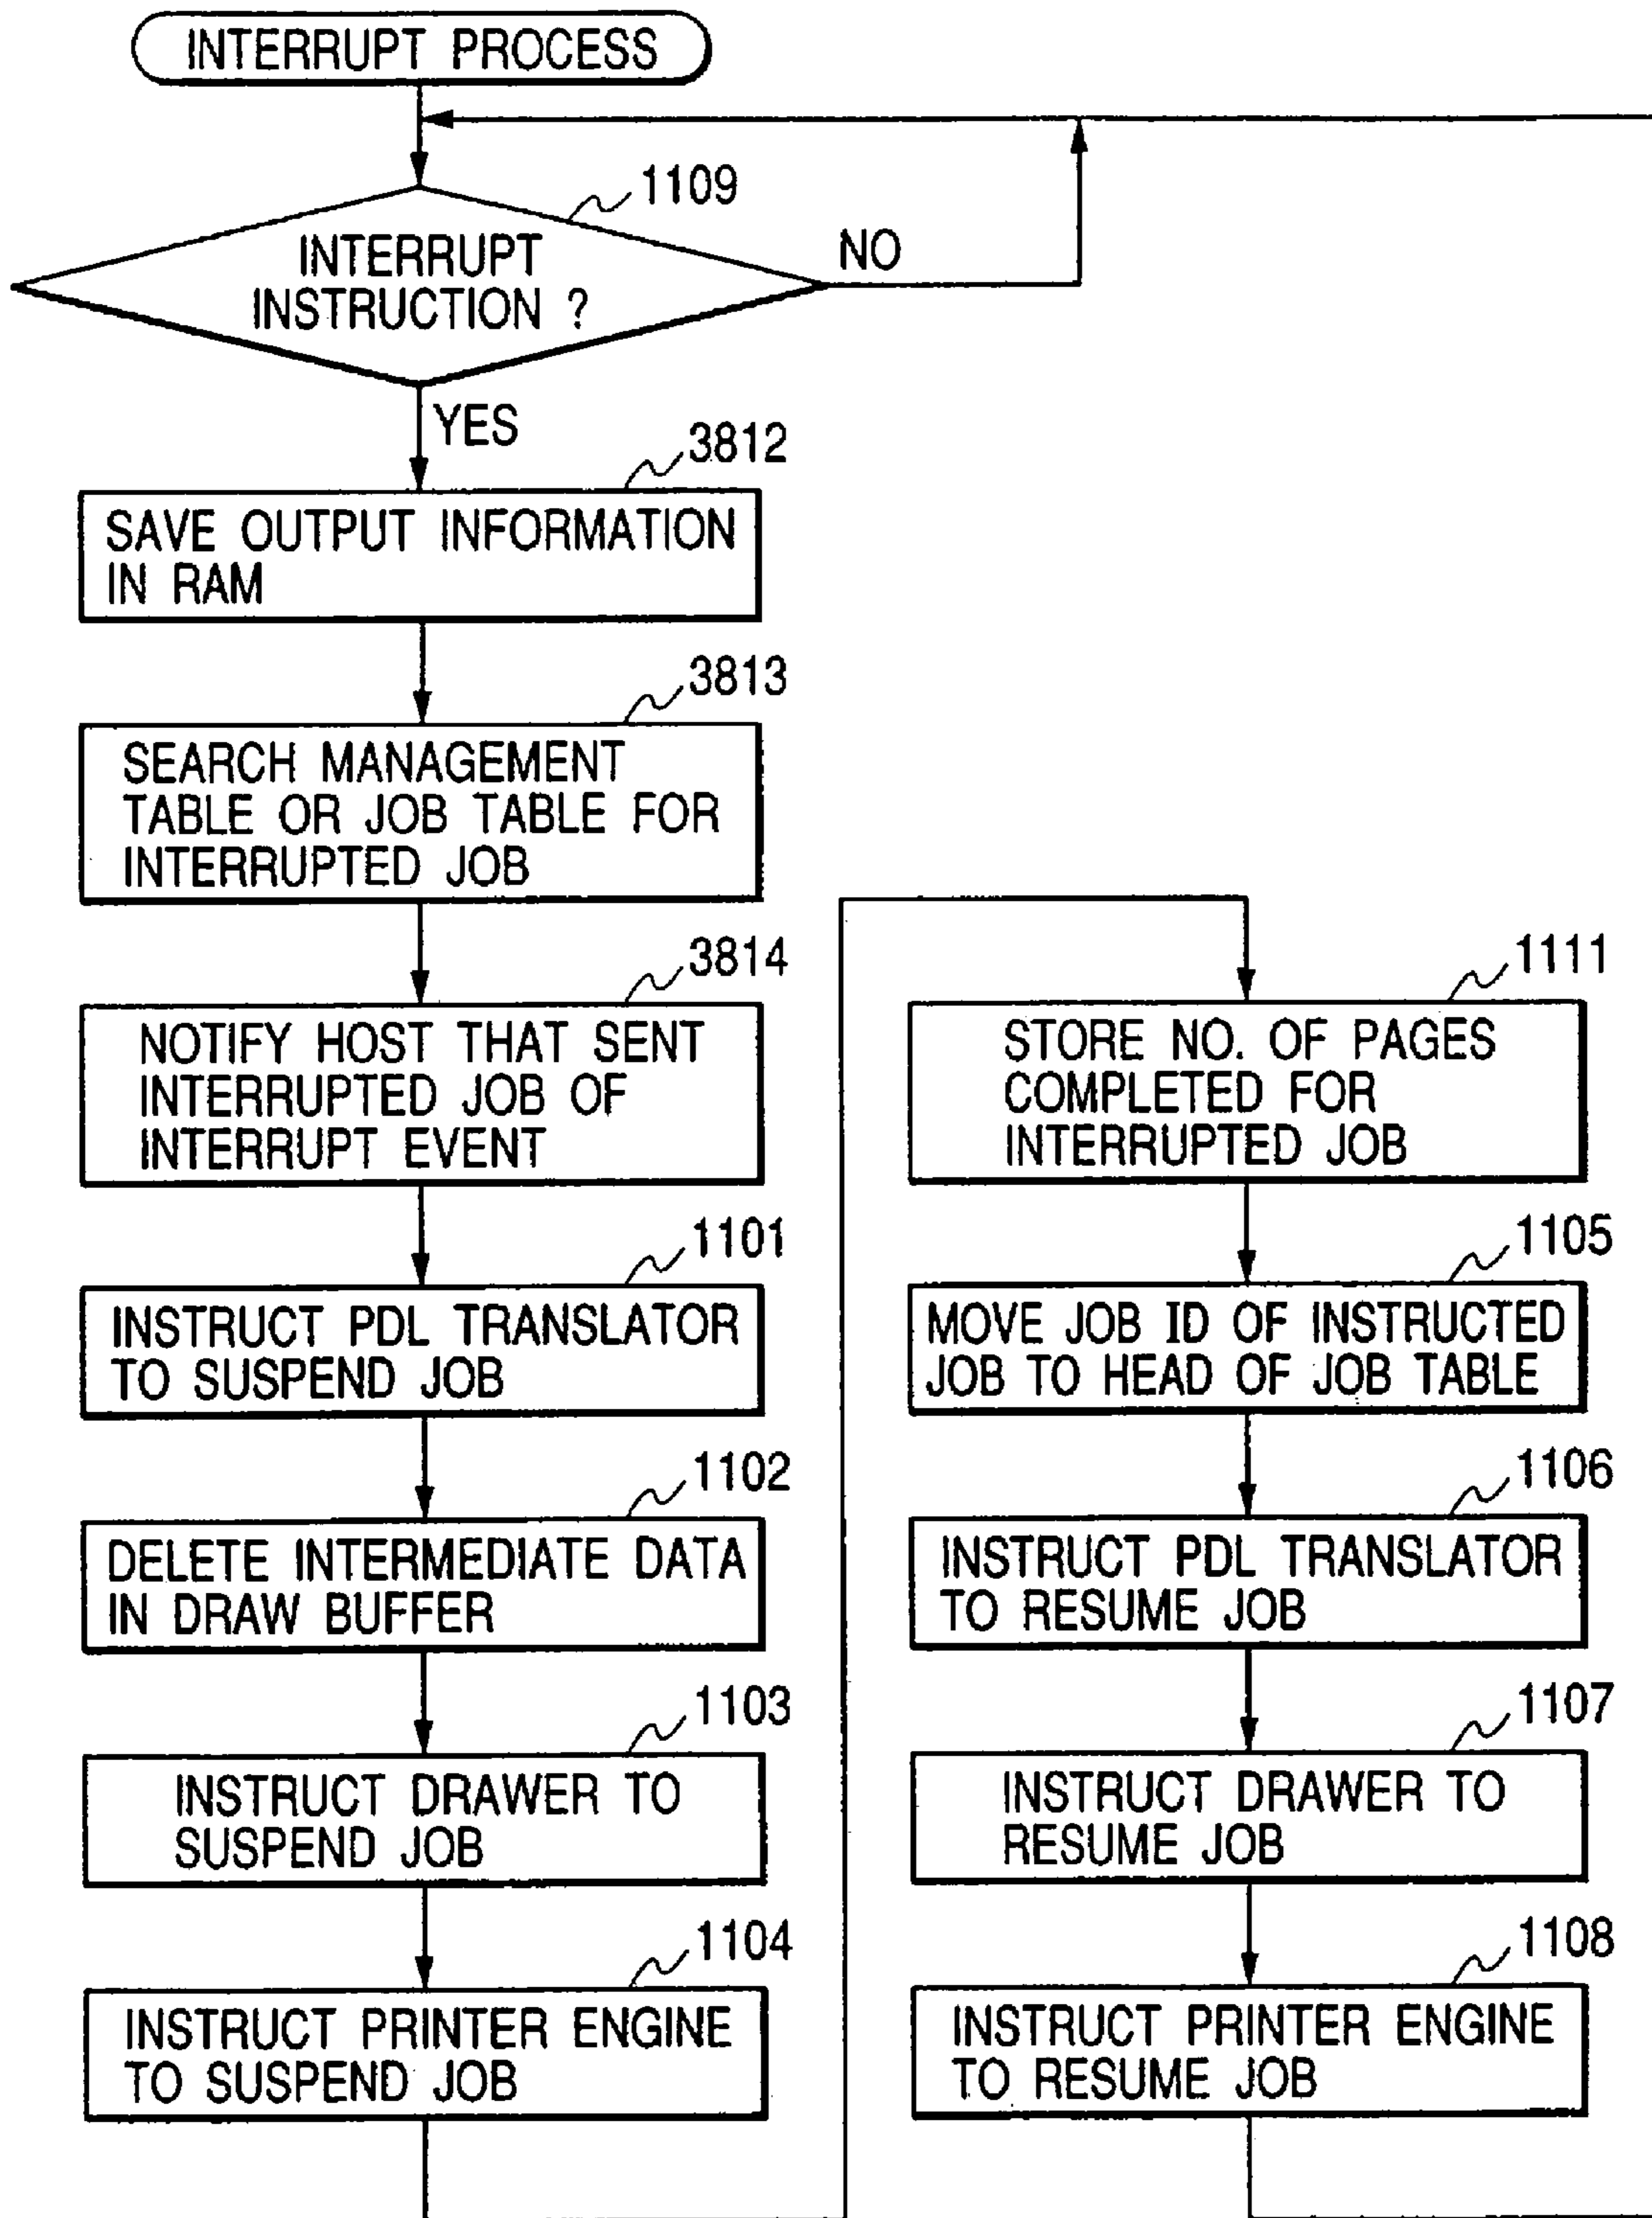 INTERRUPT PROCESS
1109
INTERRUPT
INSTRUCTION ?
NO
YES
3812
SAVE OUTPUT INFORMATION
IN RAM
3813
SEARCH MANAGEMENT
TABLE OR JOB TABLE FOR
INTERRUPTED JOB
3814
NOTIFY HOST THAT SENT
INTERRUPTED JOB OF
INTERRUPT EVENT
1101
INSTRUCT PDL TRANSLATOR
TO SUSPEND JOB
1102
DELETE INTERMEDIATE DATA
IN DRAW BUFFER
1103
INSTRUCT DRAWER TO
SUSPEND JOB
1104
INSTRUCT PRINTER ENGINE
TO SUSPEND JOB
1111
STORE NO. OF PAGES
COMPLETED FOR
INTERRUPTED JOB
1105
MOVE JOB ID OF INSTRUCTED
JOB TO HEAD OF JOB TABLE
1106
INSTRUCT PDL TRANSLATOR
TO RESUME JOB
1107
INSTRUCT DRAWER TO
RESUME JOB
1108
INSTRUCT PRINTER ENGINE
TO RESUME JOB